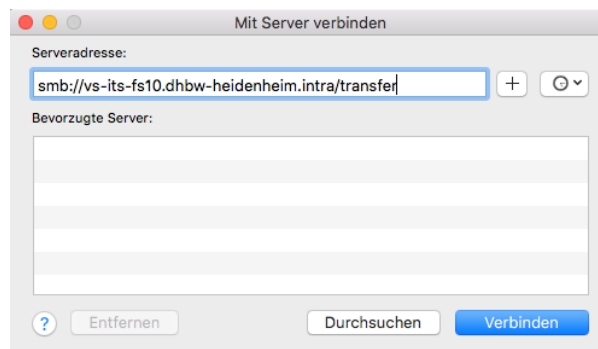 Mit Server verbinden
Serveradresse:
smb://vs-its-fs10.dhbw-heidenheim.intra/transfer
+
Bevorzugte Server:
? Entfernen Durchsuchen Verbinden